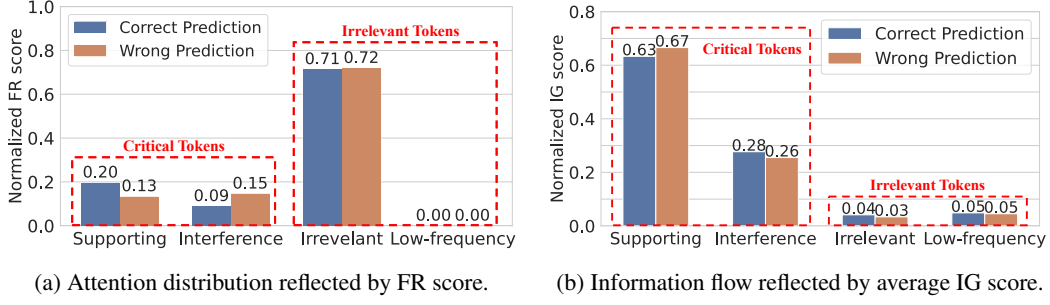 Normalized FR score
1.0
0.8
0.6
0.4
0.2
0.0
Correct Prediction
Wrong Prediction
Irrelevant Tokens
Critical Tokens
0.20
0.13
0.09
0.15
0.71
0.72
0.00
0.00
Supporting
Interference
Irrevelant
Low-frequency
(a) Attention distribution reflected by FR score.
Normalized IG score
0.8
0.6
0.4
0.2
0.0
Critical Tokens
Correct Prediction
Wrong Prediction
Irrelevant Tokens
0.63
0.67
0.28
0.26
0.04
0.03
0.05
0.05
Supporting
Interference
Irrelevant
Low-frequency
(b) Information flow reflected by average IG score.